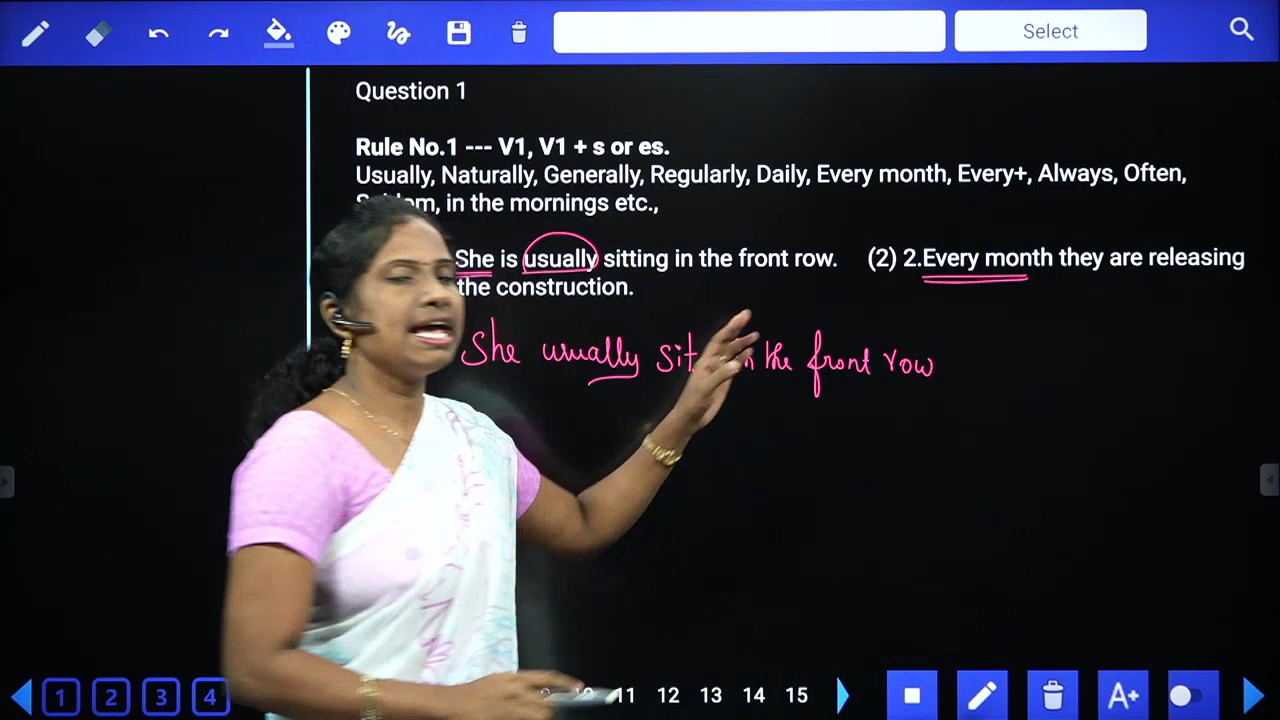 Select
Question 1
Rule No.1 --- V1, V1 + s or es.
Usually, Naturally, Generally, Regularly, Daily, Every month, Every+, Always, Often,
in the mornings etc.,
She is usually sitting in the front row. (2) 2.Every month they are releasing
the construction.
She usually sit the front row
1 2 3 4 11 12 13 14 15 A+